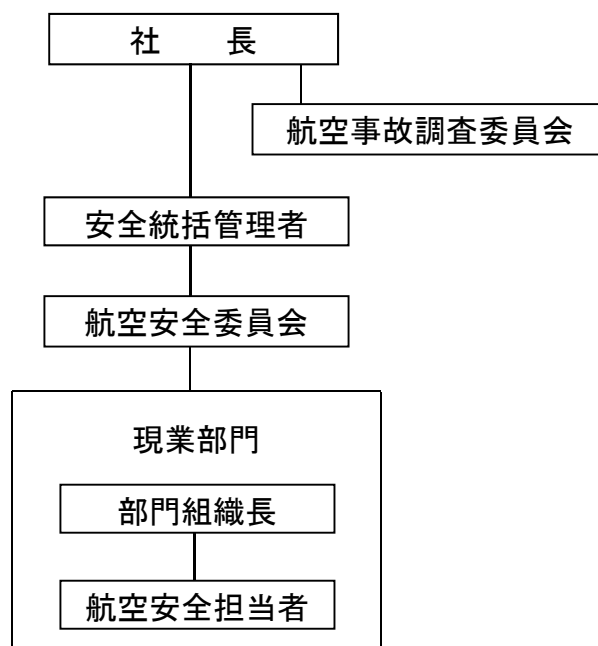 社　　長
航空事故調査委員会
安全統括管理者
航空安全委員会
現業部門
部門組織長
航空安全担当者